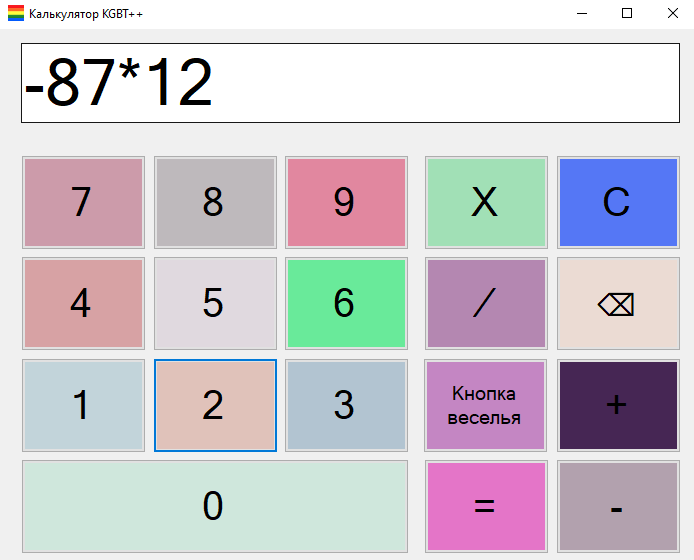 Калькулятор KGBT++
-87*12
7 8 9 X C
4 5 6 / ⌫
1 2 3 Кнопка
веселья +
0 = -